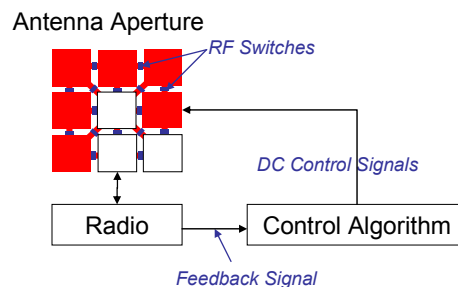 Antenna Aperture
RF Switches
DC Control Signals
Radio
Control Algorithm
Feedback Signal